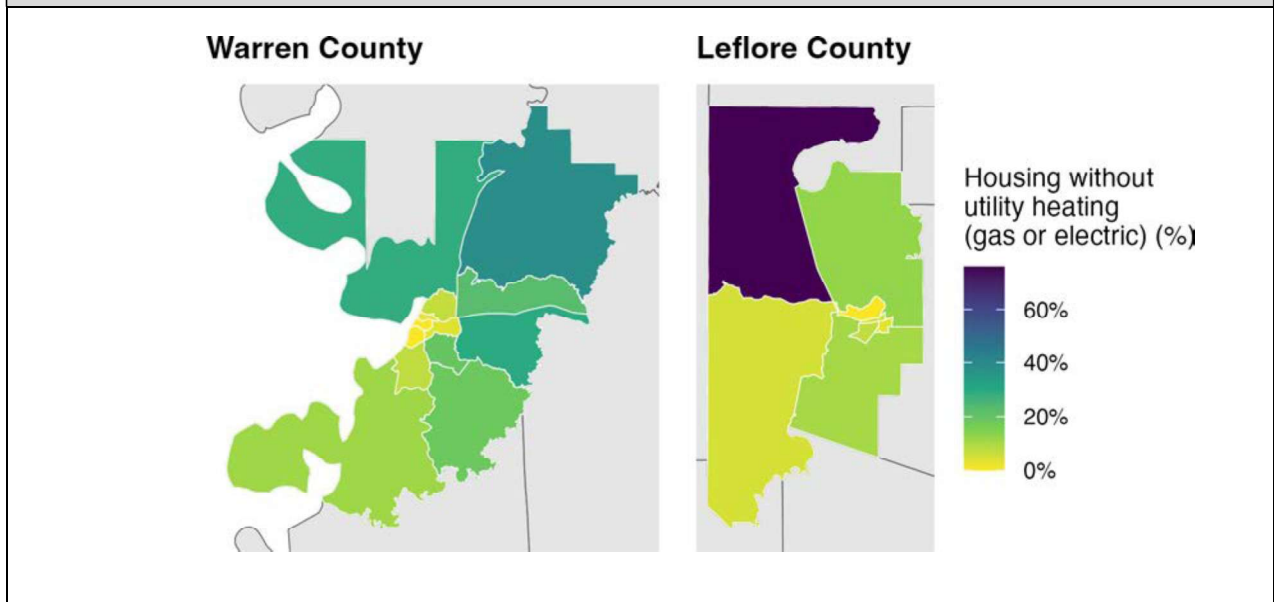 Warren County
Leflore County
Housing without
utility heating
(gas or electric) (%)
60%
40%
20%
0%